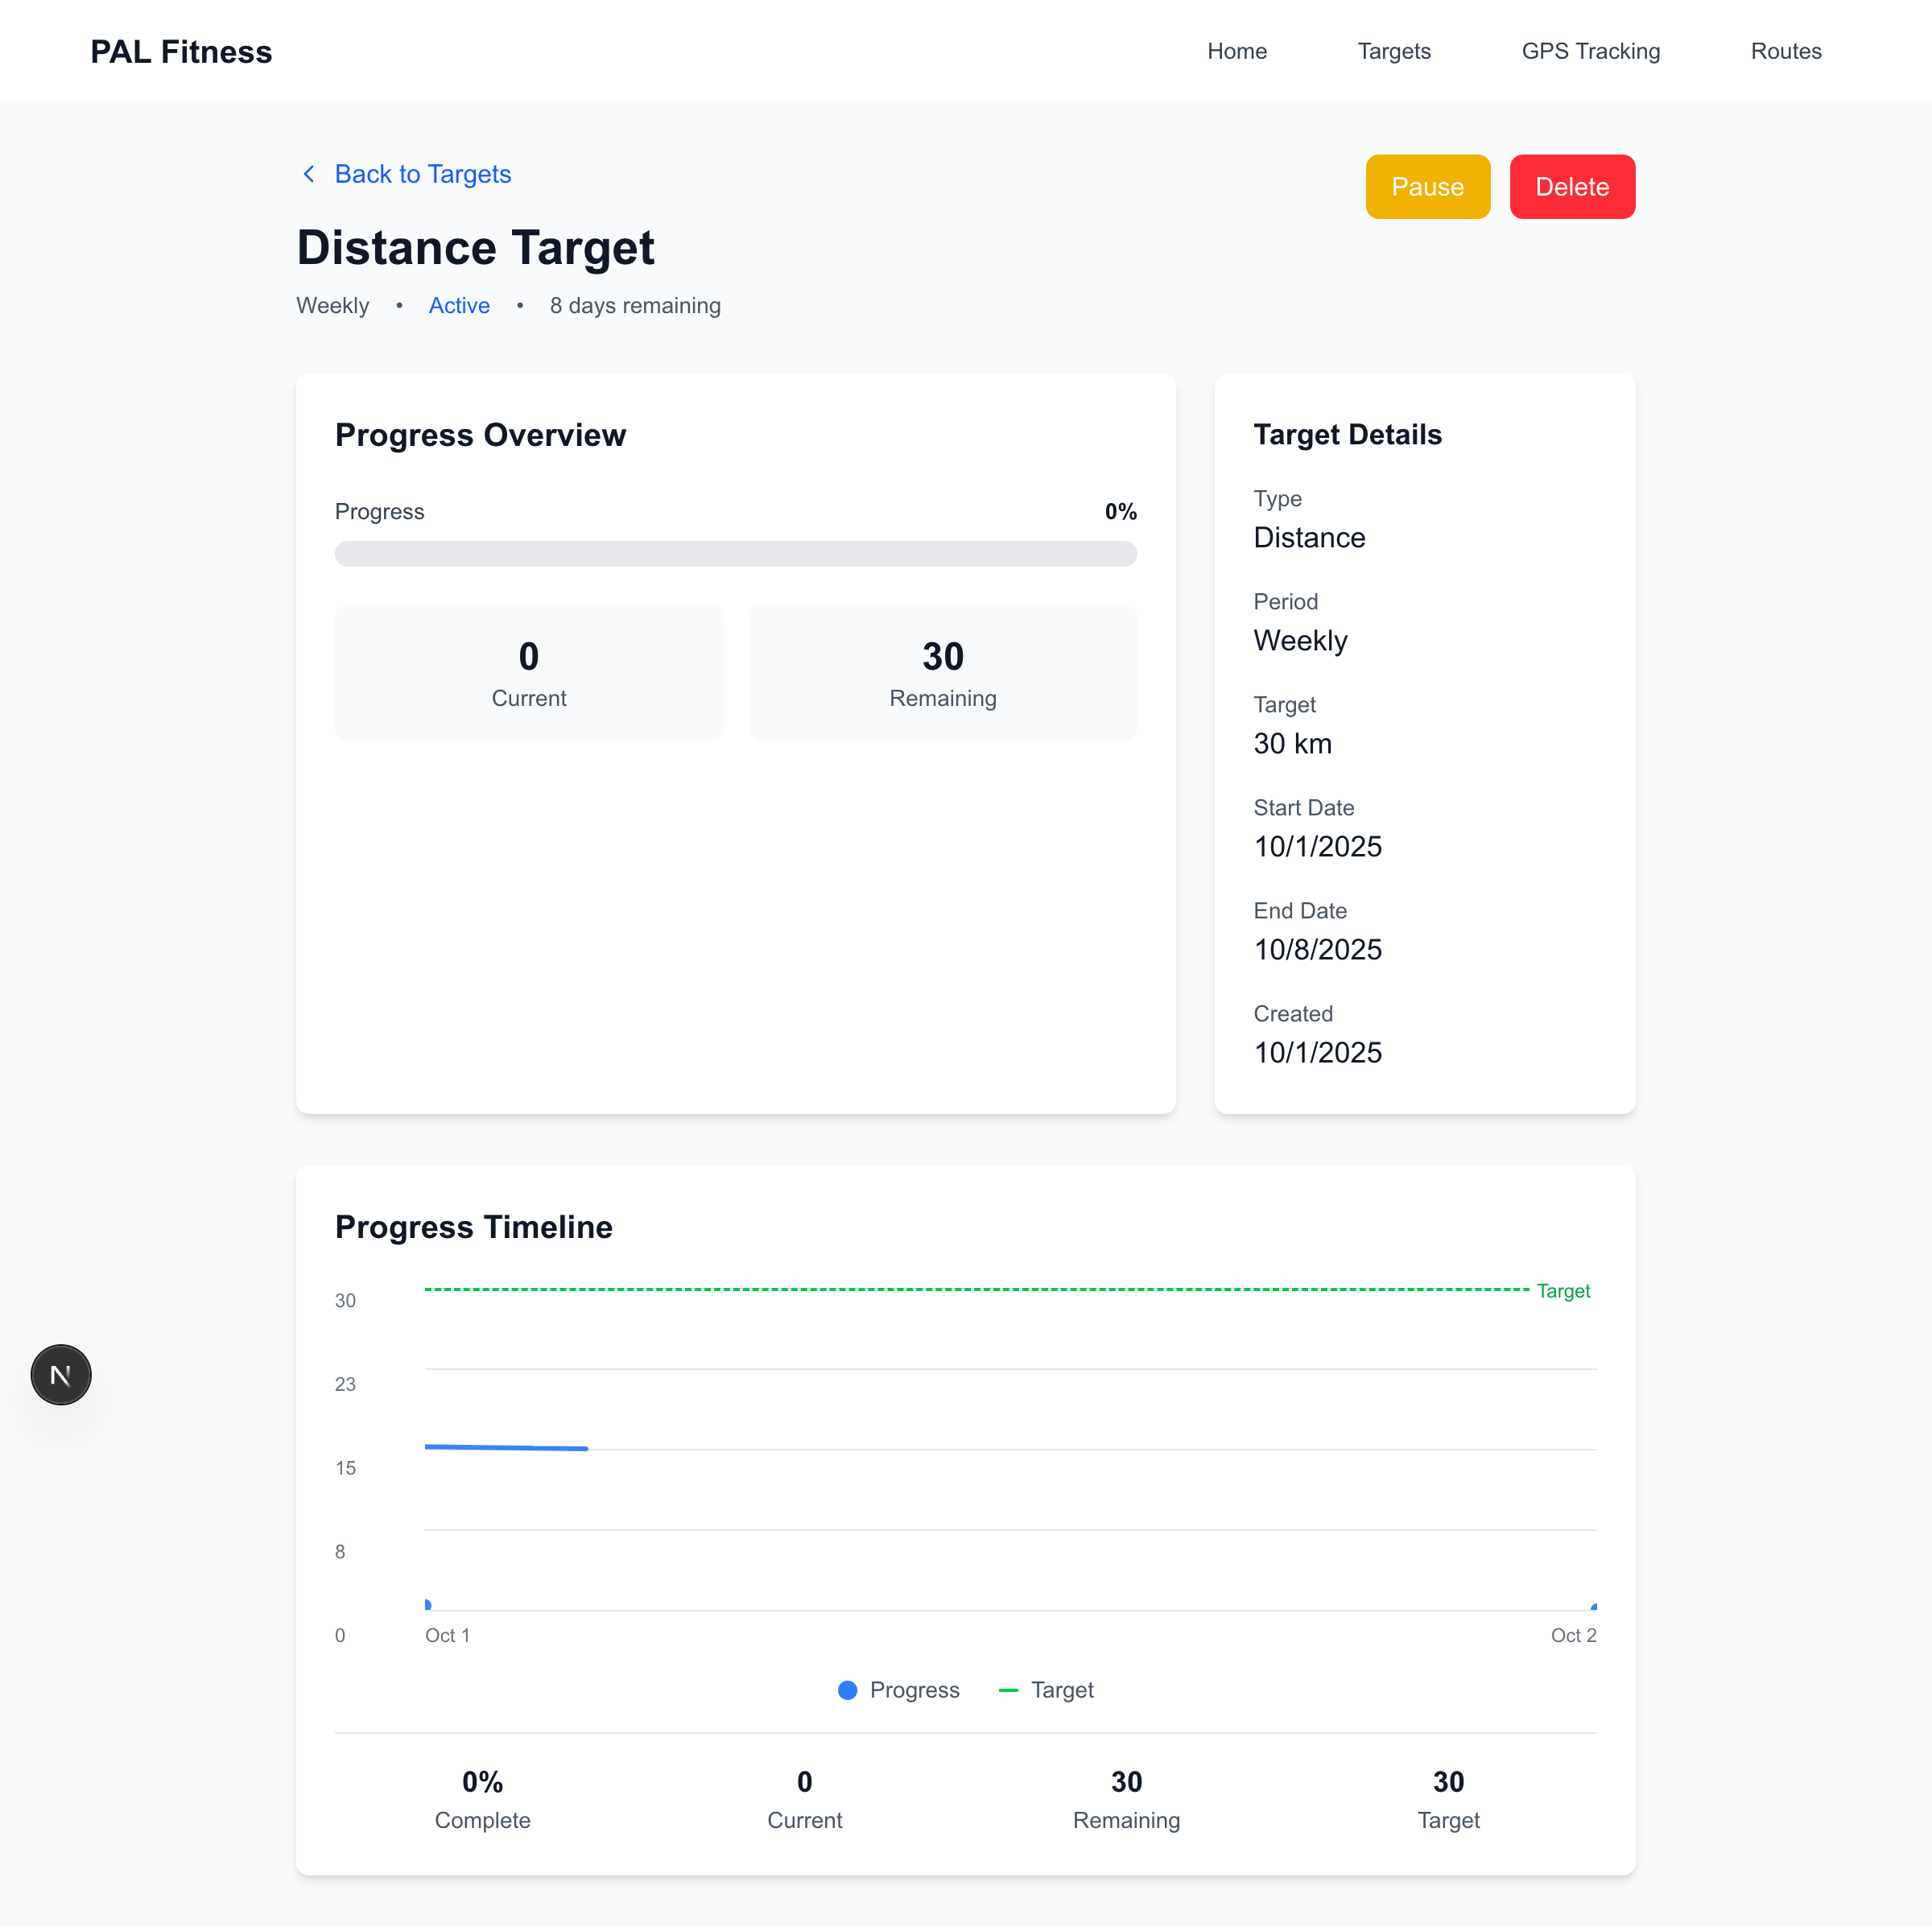 PAL Fitness
Home
Targets
GPS Tracking
Routes
Back to Targets
Pause
Delete
Distance Target
Weekly • Active • 8 days remaining
Progress Overview
Progress
0%
0
Current
30
Remaining
Target Details
Type
Distance
Period
Weekly
Target
30 km
Start Date
10/1/2025
End Date
10/8/2025
Created
10/1/2025
Progress Timeline
30
Target
23
15
8
0
Oct 1
Oct 2
Progress
Target
0%
Complete
0
Current
30
Remaining
30
Target
N